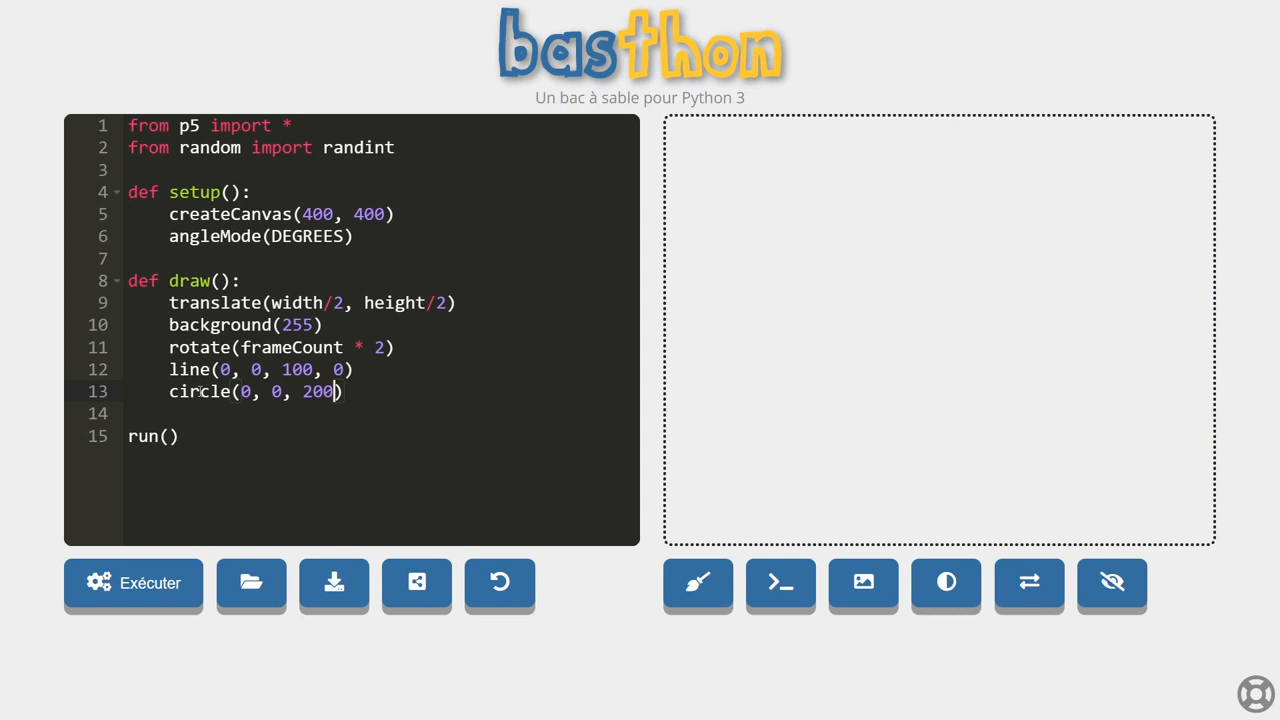 basthon
Un bac à sable pour Python 3
1 from p5 import *
2 from random import randint
3
4 def setup():
5     createCanvas(400, 400)
6     angleMode(DEGREES)
7
8 def draw():
9     translate(width/2, height/2)
10     background(255)
11     rotate(frameCount * 2)
12     line(0, 0, 100, 0)
13     circle(0, 0, 200)
14
15 run()
Exécuter